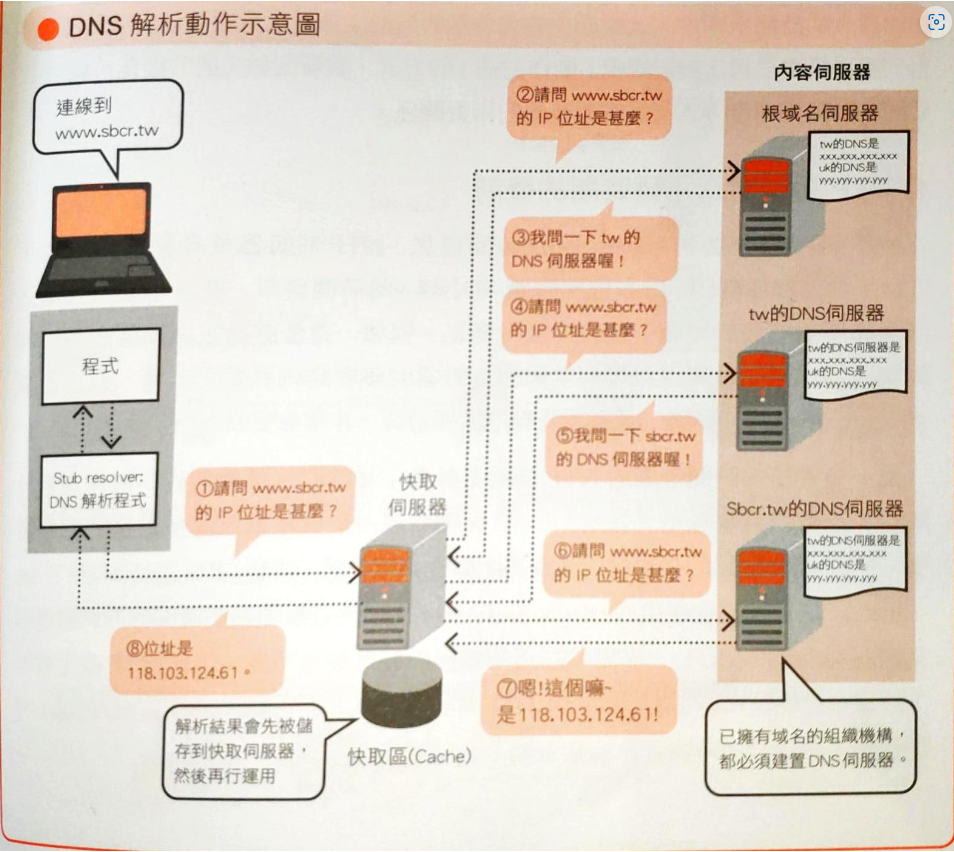 DNS 解析動作示意圖
連線到
www.sbcr.tw
程式
Stub resolver:
DNS 解析程式
①請問 www.sbcr.tw
的 IP 位址是甚麼？
快取
伺服器
②請問 www.sbcr.tw
的 IP 位址是甚麼？
③我問一下 tw 的
DNS 伺服器喔！
④請問 www.sbcr.tw
的 IP 位址是甚麼？
⑤我問一下 sbcr.tw
的 DNS 伺服器喔！
⑥請問 www.sbcr.tw
的 IP 位址是甚麼？
⑦嗯!這個嘛~
是118.103.124.61!
⑧位址是
118.103.124.61。
解析結果會先被儲
存到快取伺服器，
然後再行運用
快取區(Cache)
內容伺服器
根域名伺服器
tw的DNS是
xxx.xxx.xxx.xxx
uk的DNS是
yyy.yyy.yyy.yyy
tw的DNS伺服器
tw的DNS伺服器是
xxx.xxx.xxx.xxx
uk的DNS是
yyy.yyy.yyy.yyy
Sbcr.tw的DNS伺服器
tw的DNS伺服器是
xxx.xxx.xxx.xxx
uk的DNS是
yyy.yyy.yyy.yyy
已擁有域名的組織機構，
都必須建置DNS伺服器。